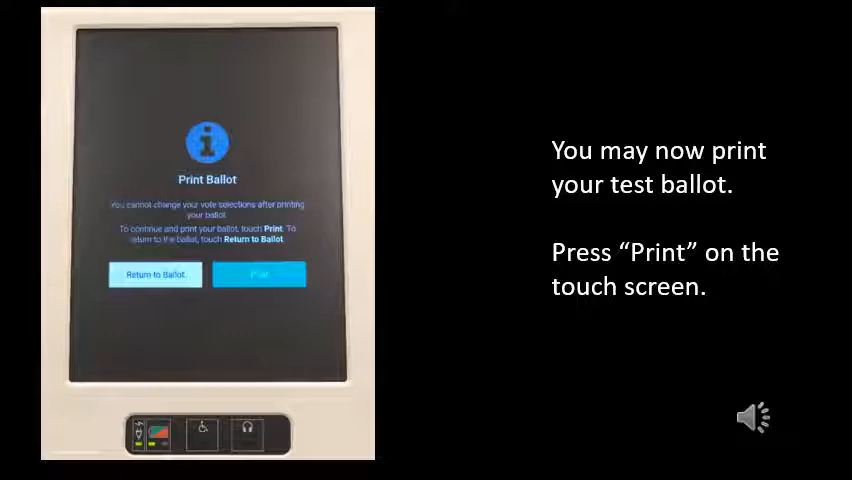 Print Ballot
You cannot change your vote selections after printing
your ballot.
To continue and print your ballot, touch Print. To
return to the ballot, touch Return to Ballot.
Return to Ballot
Print
You may now print
your test ballot.
Press “Print” on the
touch screen.